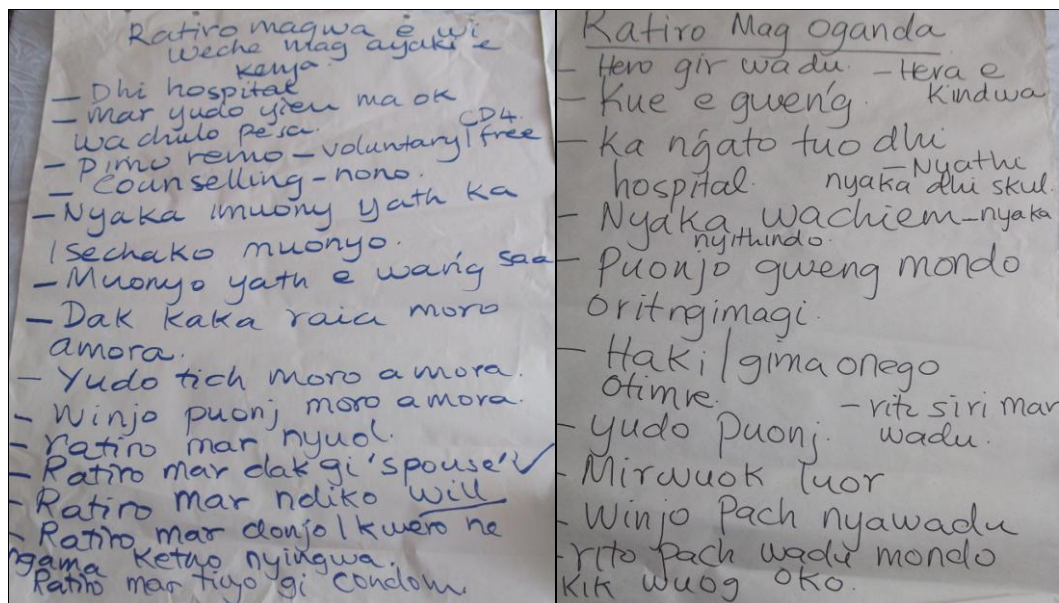 Ratiro magwa e wi
weche mag ayaki e
kenya.
- Dhi hospital
- mar yudo yieu ma ok
wachulo pesa. CD4.
- Pimo remo - voluntary / free
- Counselling - nono.
- Nyaka imuony yath ka
isechako muonyo.
- Muonyo yath e wang' saa
- Dak kaka raia moro
amora.
- Yudo tich moro amora.
- Winjo puonj moro amora.
- ratiro mar nyuol.
- Ratiro mar dak gi 'spouse' ✓
- Ratiro mar ndiko will
- Ratiro mar donjo / kwero ne
ngama ketho nyingwa.
Ratiro mar tiyo gi condom.
Ratiro Mag Oganda
- Hero gir wadu. - Hera e
kindwa
- Kue e gweng'.
- Ka ng'ato tuo dhi
hospital. - Nyathi
nyaka dhi skul.
- Nyaka wachiem - nyaka
nyithindo.
- Puonjo gweng mondo
oritngimagi.
- Haki / gima onego
otimre.
- rite siri mar
wadu.
- yudo puonj.
- Mirwuok luor
- Winjo Pach nyawadu
- rito pach wadu mondo
kik wuog oko.